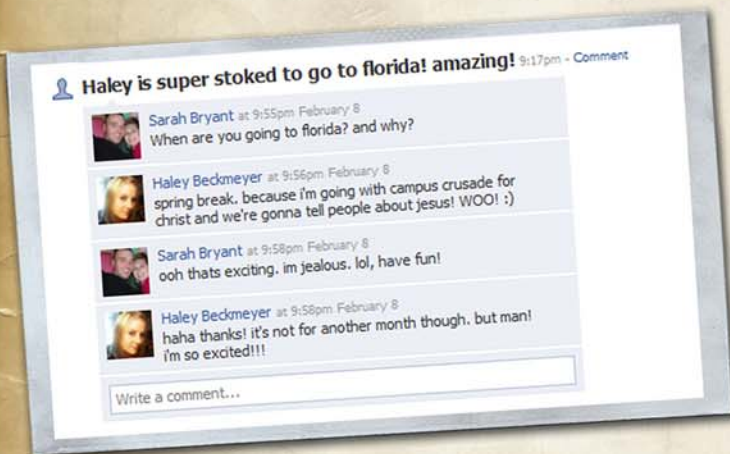 Haley is super stoked to go to florida! amazing! 9:17pm - Comment
Sarah Bryant at 9:55pm February 8
When are you going to florida? and why?
Haley Beckmeyer at 9:56pm February 8
spring break. because i'm going with campus crusade for
christ and we're gonna tell people about jesus! WOO! :)
Sarah Bryant at 9:58pm February 8
ooh thats exciting. im jealous. lol, have fun!
Haley Beckmeyer at 9:58pm February 8
haha thanks! it's not for another month though. but man!
i'm so excited!!!
Write a comment...